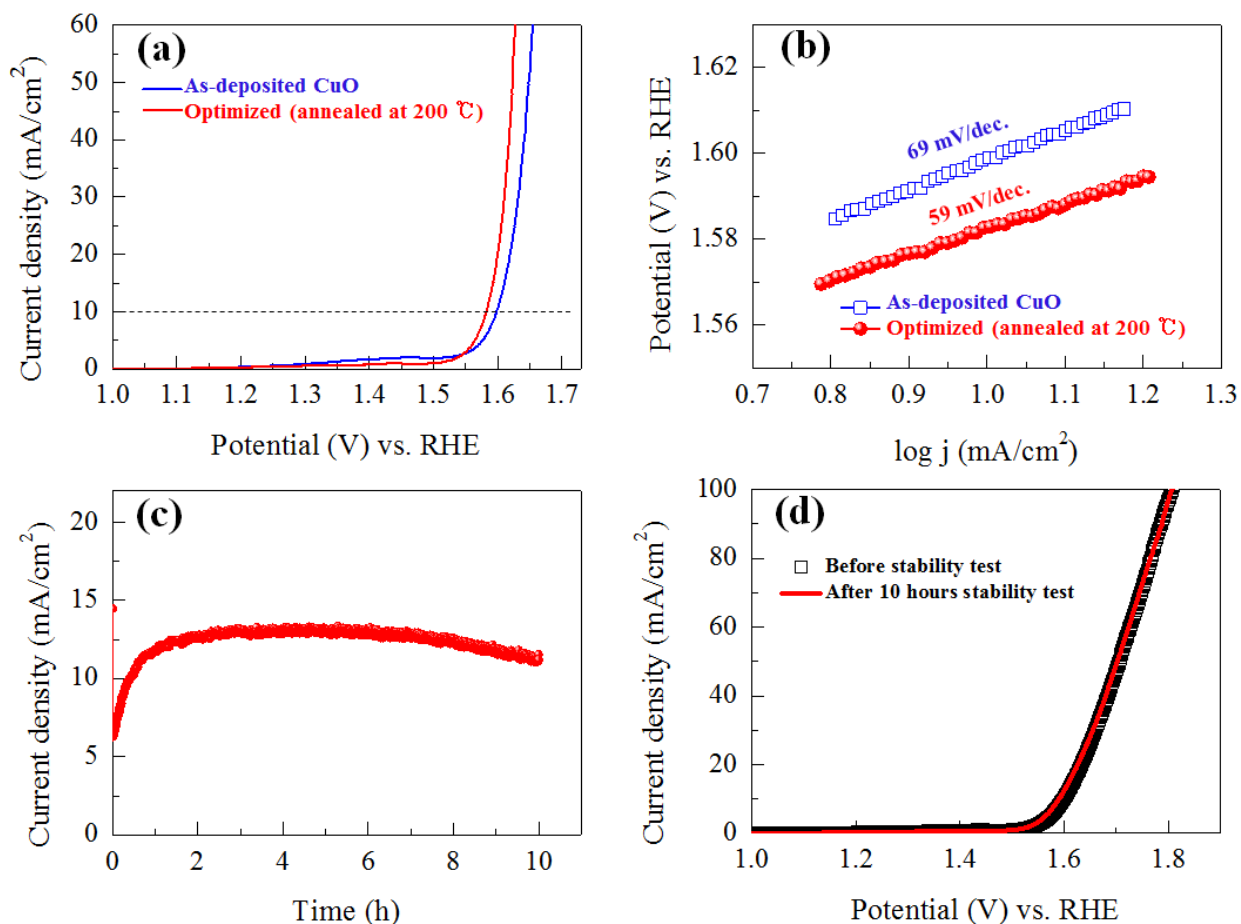 (a)
As-deposited CuO
Optimized (annealed at 200 ℃)
Current density (mA/cm²)
60
50
40
30
20
10
0
1.0 1.1 1.2 1.3 1.4 1.5 1.6 1.7
Potential (V) vs. RHE
(b)
69 mV/dec.
59 mV/dec.
As-deposited CuO
Optimized (annealed at 200 ℃)
Potential (V) vs. RHE
1.62
1.60
1.58
1.56
0.7 0.8 0.9 1.0 1.1 1.2 1.3
log j (mA/cm²)
(c)
Current density (mA/cm²)
20
15
10
5
0
0 2 4 6 8 10
Time (h)
(d)
Before stability test
After 10 hours stability test
Current density (mA/cm²)
100
80
60
40
20
0
1.0 1.2 1.4 1.6 1.8
Potential (V) vs. RHE